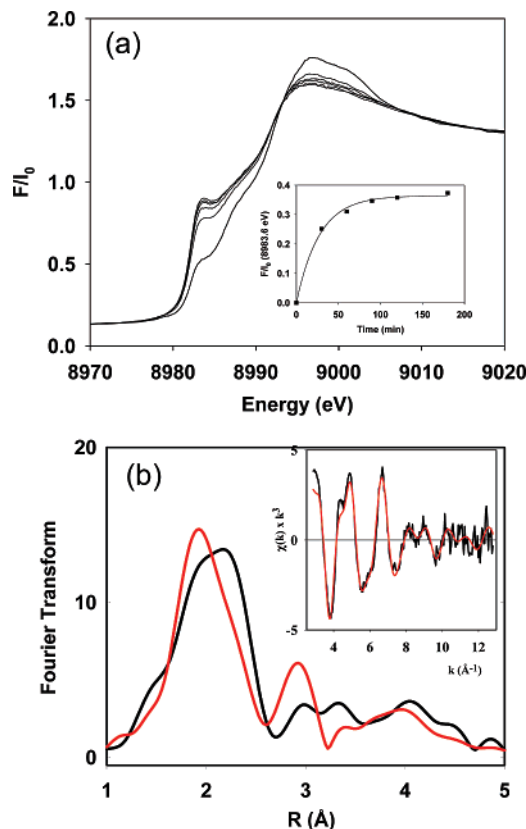 (a)
2.0
1.5
1.0
0.5
0.0
F/I0
8970 8980 8990 9000 9010 9020
Energy (eV)
0.4
0.3
0.2
0.1
0.0
F/I0 (8983.6 eV)
0 50 100 150 200
Time (min)
(b)
20
10
0
Fourier Transform
1 2 3 4 5
R (Å)
5
0
-5
χ(k) x k3
4 6 8 10 12
k (Å-1)